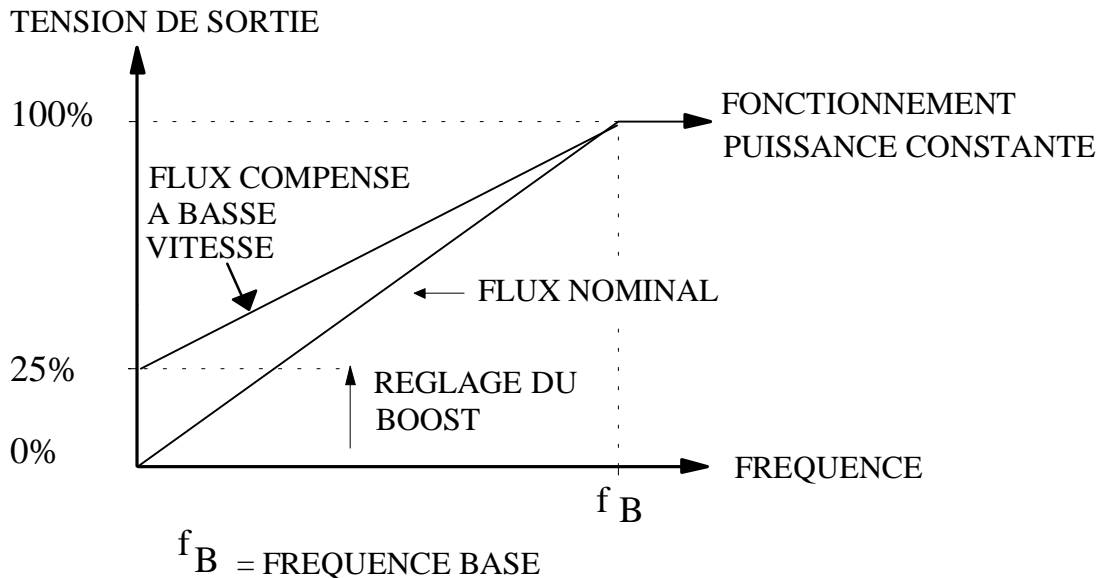 TENSION DE SORTIE
100%
FONCTIONNEMENT
PUISSANCE CONSTANTE
FLUX COMPENSE
A BASSE
VITESSE
FLUX NOMINAL
25%
REGLAGE DU
BOOST
0%
FREQUENCE
f B
f B = FREQUENCE BASE